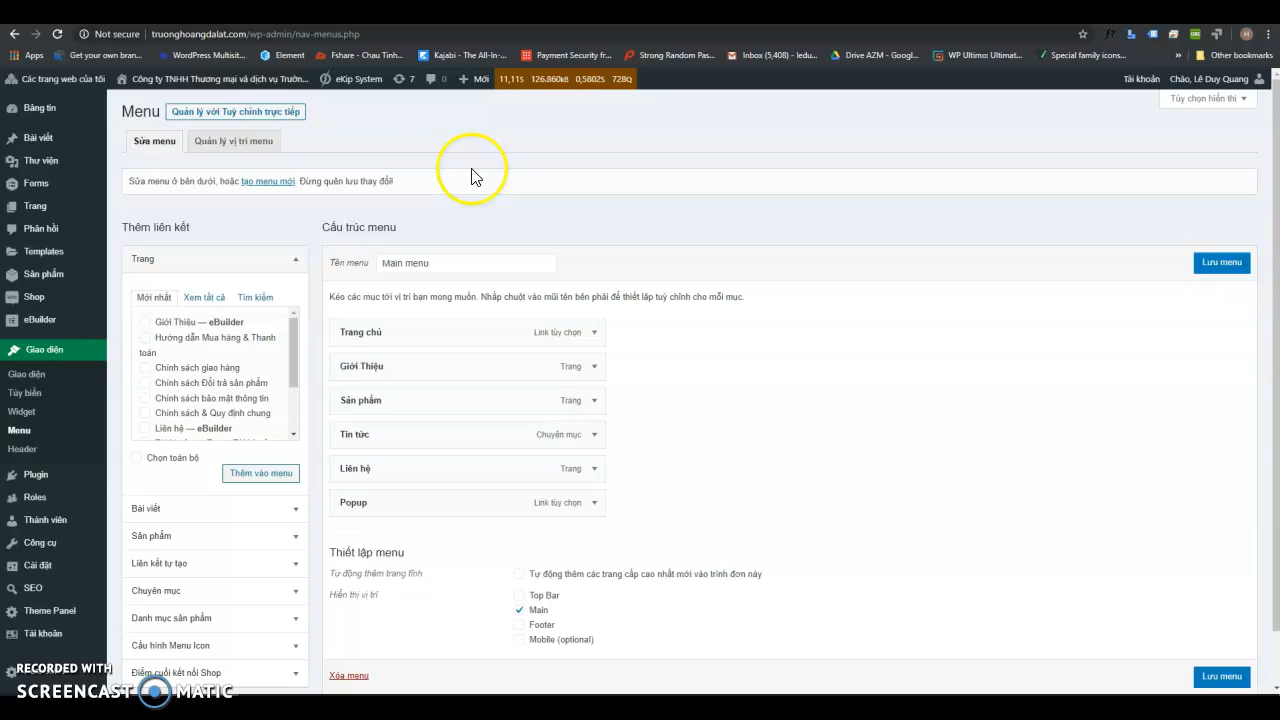 Not secure truonghoangdalat.com/wp-admin/nav-menus.php
Apps Get your own brand... WordPress Multisit... Element Fshare - Chau Tinh... Kajabi - The All-In-... Payment Security fr... Strong Random Pas... Inbox (5,408) - ledu... Drive AZM - Googl... WP Ultimo: Ultimat... Special family icons... » Other bookmarks
Các trang web của tôi Công ty TNHH Thương mại và dịch vụ Trườn... eKip System 7 0 Mới 11,11S 126.860kB 0,5802S 728Q Tài khoản Chào, Lê Duy Quang
Bảng tin
Bài viết
Thư viện
Forms
Trang
Phản hồi
Templates
Sản phẩm
Shop
eBuilder
Giao diện
Giao diện
Tùy biến
Widget
Menu
Header
Plugin
Roles
Thành viên
Công cụ
Cài đặt
SEO
Theme Panel
Tài khoản
Menu Quản lý với Tuỳ chỉnh trực tiếp
Tùy chọn hiển thị
Sửa menu Quản lý vị trí menu
Sửa menu ở bên dưới, hoặc tạo menu mới. Đừng quên lưu thay đổi!
Thêm liên kết
Trang
Mới nhất Xem tất cả Tìm kiếm
Giới Thiệu — eBuilder
Hướng dẫn Mua hàng & Thanh
toán
Chính sách giao hàng
Chính sách Đổi trả sản phẩm
Chính sách bảo mật thông tin
Chính sách & Quy định chung
Liên hệ — eBuilder
Chọn toàn bộ
Thêm vào menu
Bài viết
Sản phẩm
Liên kết tự tạo
Chuyên mục
Danh mục sản phẩm
Cấu hình Menu Icon
Điểm cuối kết nối Shop
Cấu trúc menu
Tên menu Main menu Lưu menu
Kéo các mục tới vị trí bạn mong muốn. Nhấp chuột vào mũi tên bên phải để thiết lập tuỳ chỉnh cho mỗi mục.
Trang chủ Link tùy chọn
Giới Thiệu Trang
Sản phẩm Trang
Tin tức Chuyên mục
Liên hệ Trang
Popup Link tùy chọn
Thiết lập menu
Tự động thêm trang tĩnh Tự động thêm các trang cấp cao nhất mới vào trình đơn này
Hiển thị vị trí Top Bar
Main
Footer
Mobile (optional)
Xóa menu Lưu menu
RECORDED WITH
SCREENCAST MATIC